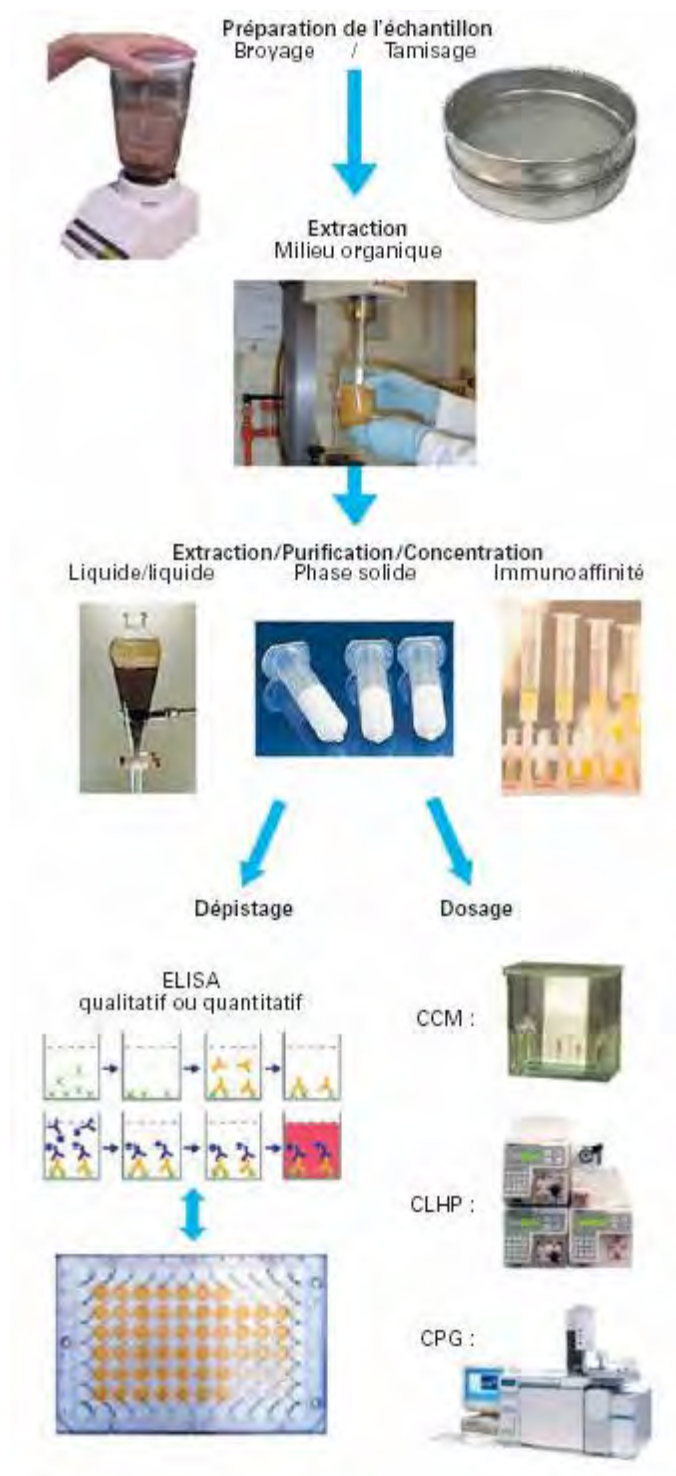 Préparation de l'échantillon
Broyage / Tamisage
Extraction
Milieu organique
Extraction/Purification/Concentration
Liquide/liquide Phase solide Immunoaffinité
Dépistage Dosage
ELISA
qualitatif ou quantitatif
CCM :
CLHP :
CPG :